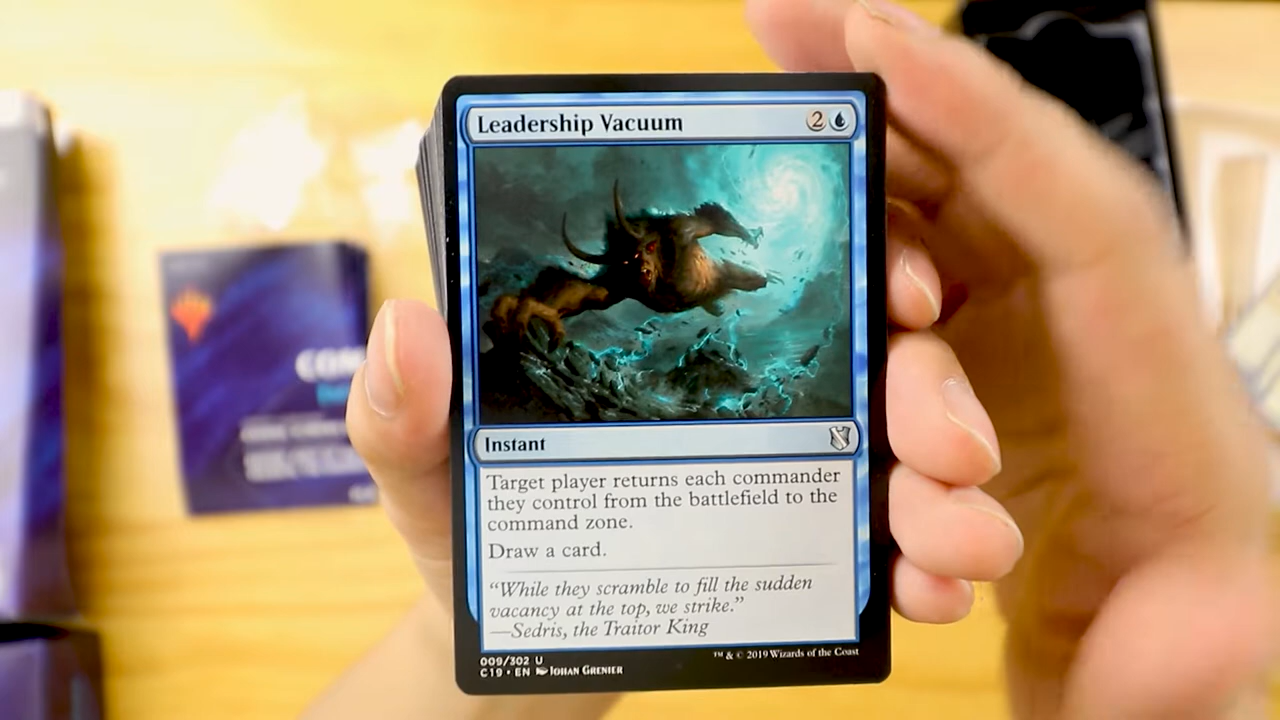 Leadership Vacuum 2
Instant
Target player returns each commander
they control from the battlefield to the
command zone.
Draw a card.
“While they scramble to fill the sudden
vacancy at the top, we strike.”
—Sedris, the Traitor King
009/302 U
C19 • EN Johan Grenier
™ & © 2019 Wizards of the Coast